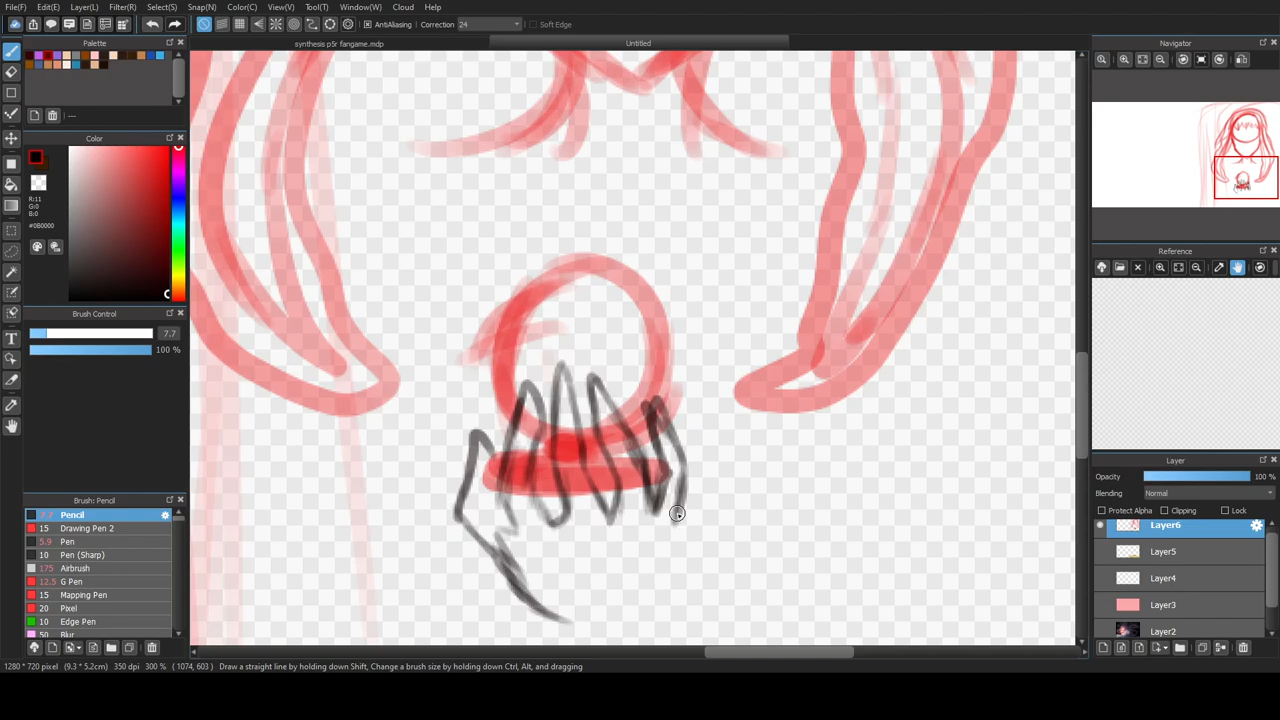 File(F) Edit(E) Layer(L) Filter(R) Select(S) Snap(N) Color(C) View(V) Tool(T) Window(W) Cloud Help
AntiAliasing Correction 24 Soft Edge
Palette
synthesis p5r fangame.mdp
Untitled
Navigator
---
Color
R:11
G:0
B:0
#0B0000
Reference
Brush Control
7.7
100 %
Layer
Opacity 100 %
Blending Normal
Protect Alpha Clipping Lock
Brush: Pencil
7.7 Pencil
15 Drawing Pen 2
5.9 Pen
10 Pen (Sharp)
175 Airbrush
12.5 G Pen
15 Mapping Pen
20 Pixel
10 Edge Pen
50 Blur
Layer6
Layer5
Layer4
Layer3
Layer2
1280 * 720 pixel (9.3 * 5.2cm) 350 dpi 300 % ( 1074, 603 ) Draw a straight line by holding down Shift, Change a brush size by holding down Ctrl, Alt, and dragging